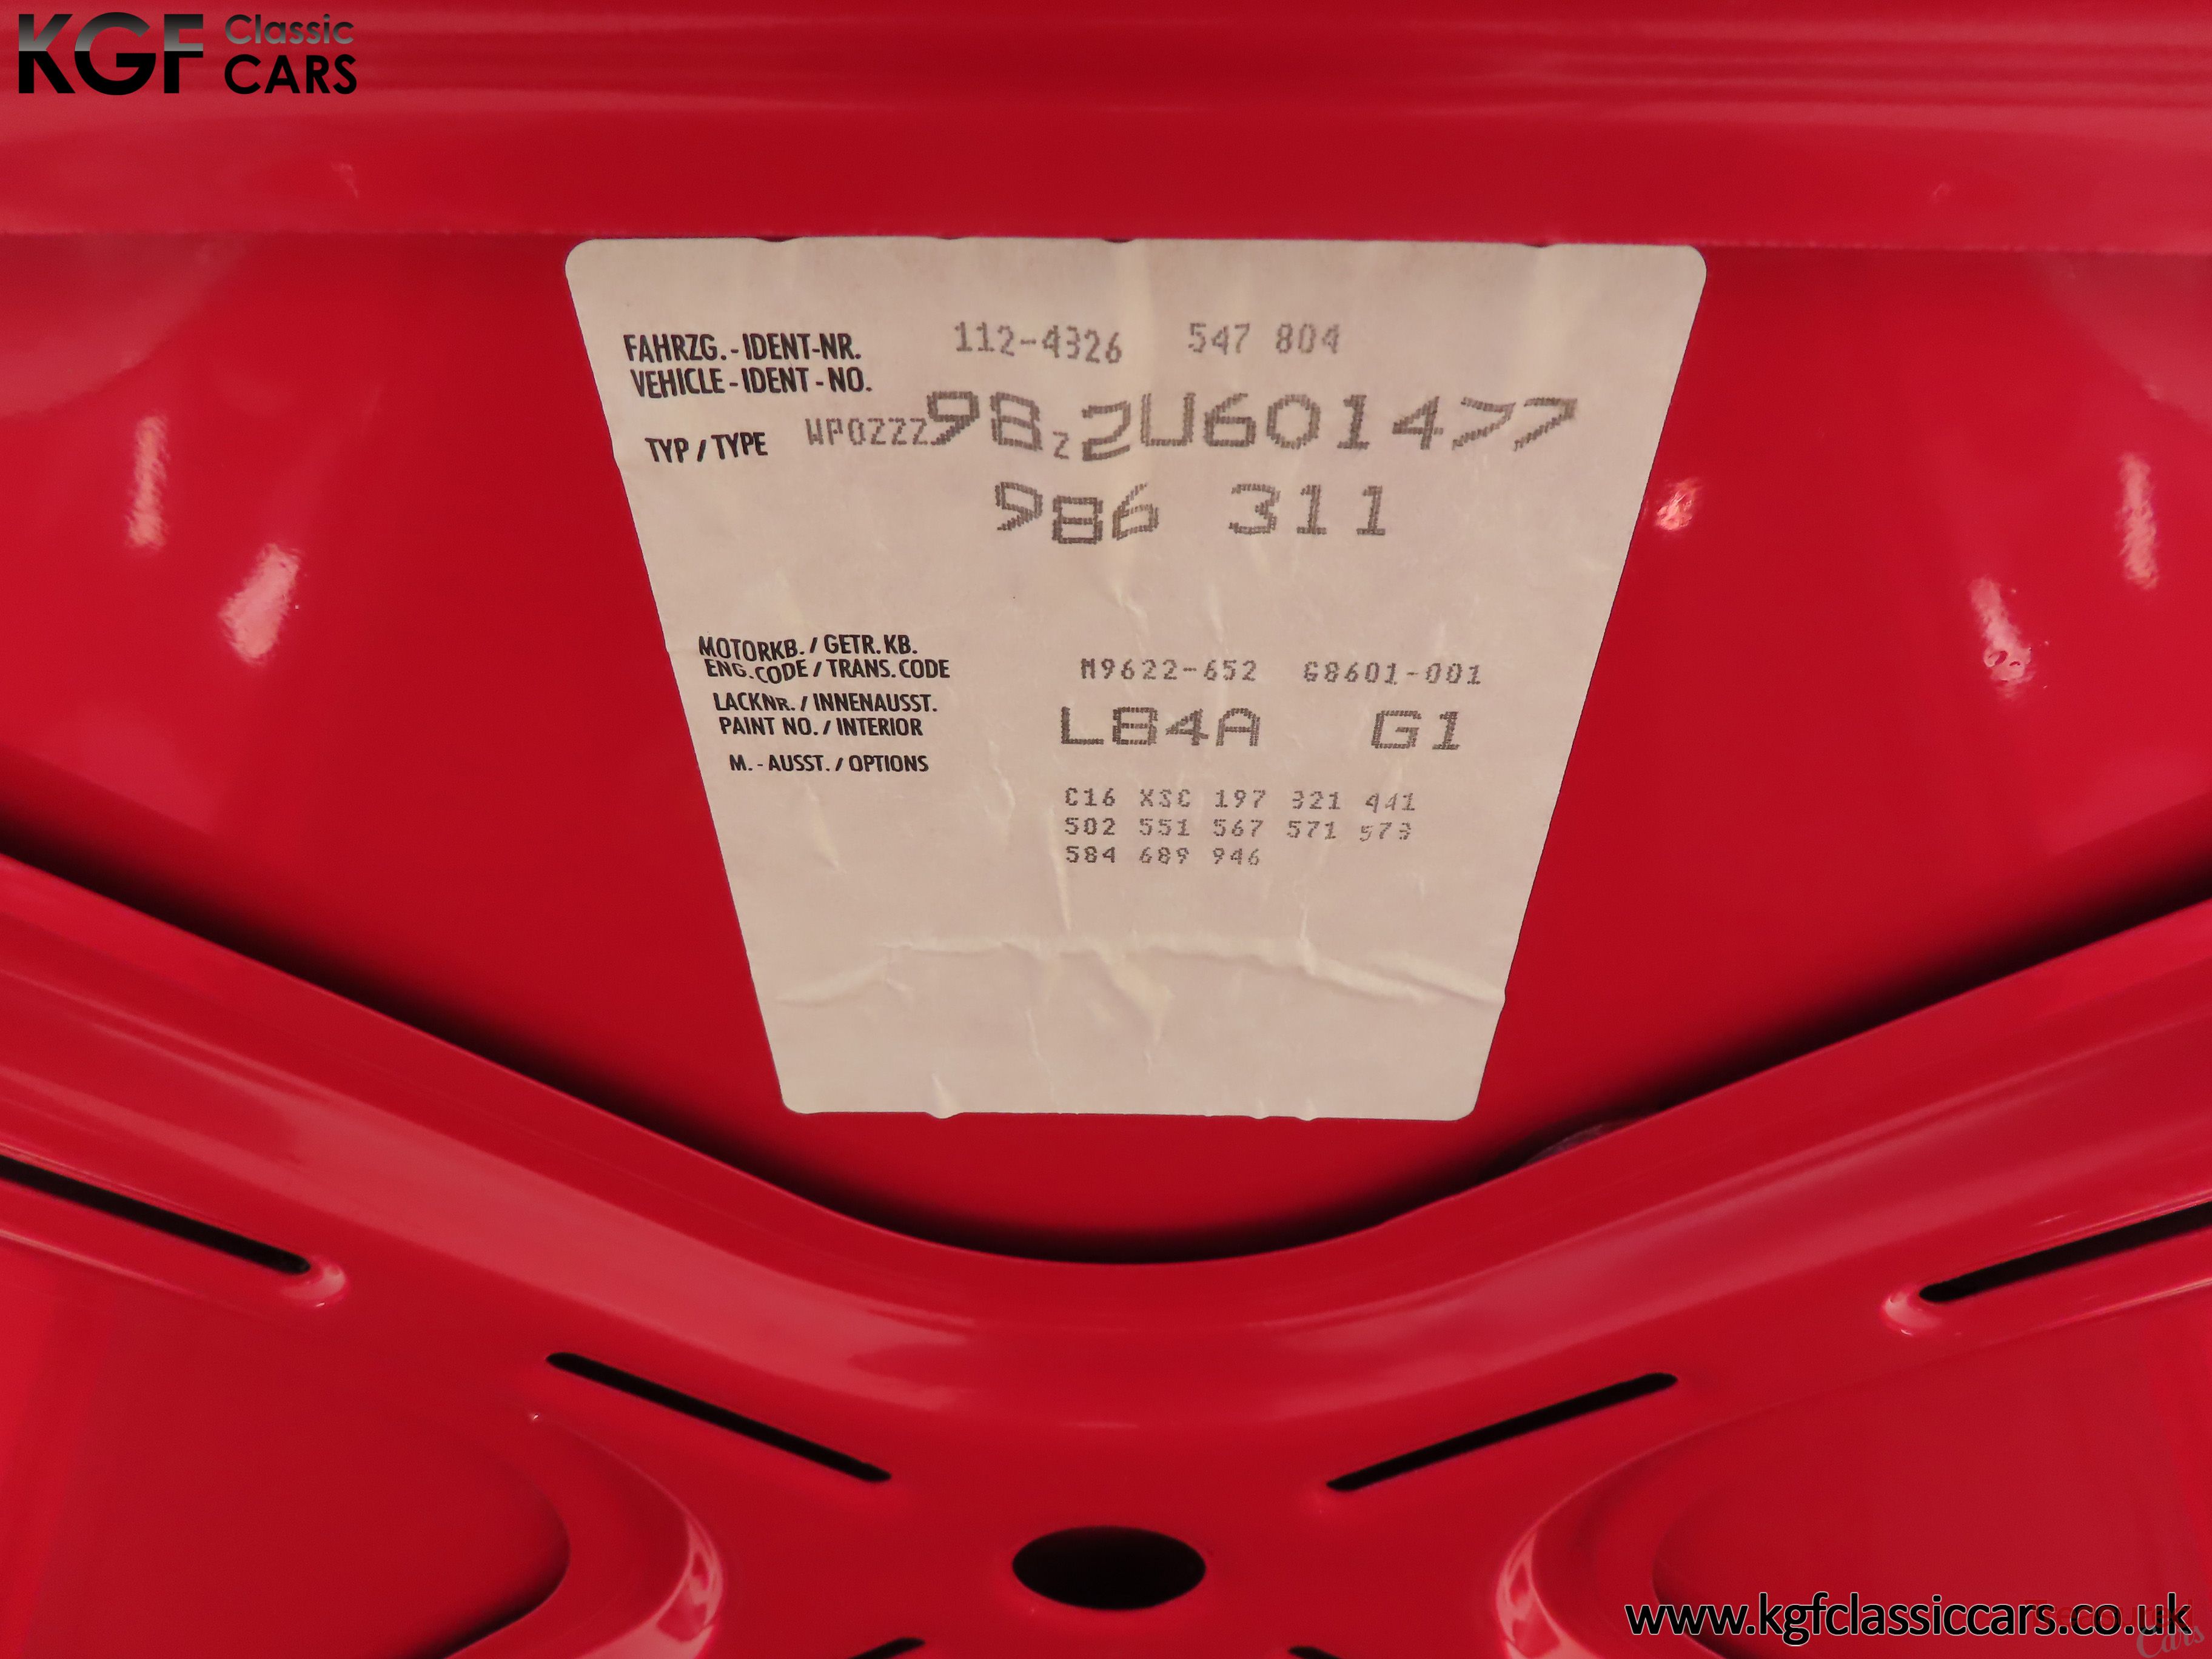 KGF Classic
CARS
FAHRZG.-IDENT-NR. 112-4326 547 804
VEHICLE-IDENT-NO.
TYP / TYPE WP0ZZZ98Z2U601477
986 311
MOTORKB. / GETR. KB.
ENG. CODE / TRANS. CODE M9622-652 G8601-001
LACKNR. / INNENAUSST.
PAINT NO. / INTERIOR L84A G1
M.-AUSST. / OPTIONS
C16 XSC 197 321 441
502 551 567 571 573
584 689 946
www.kgfclassiccars.co.uk
Cars